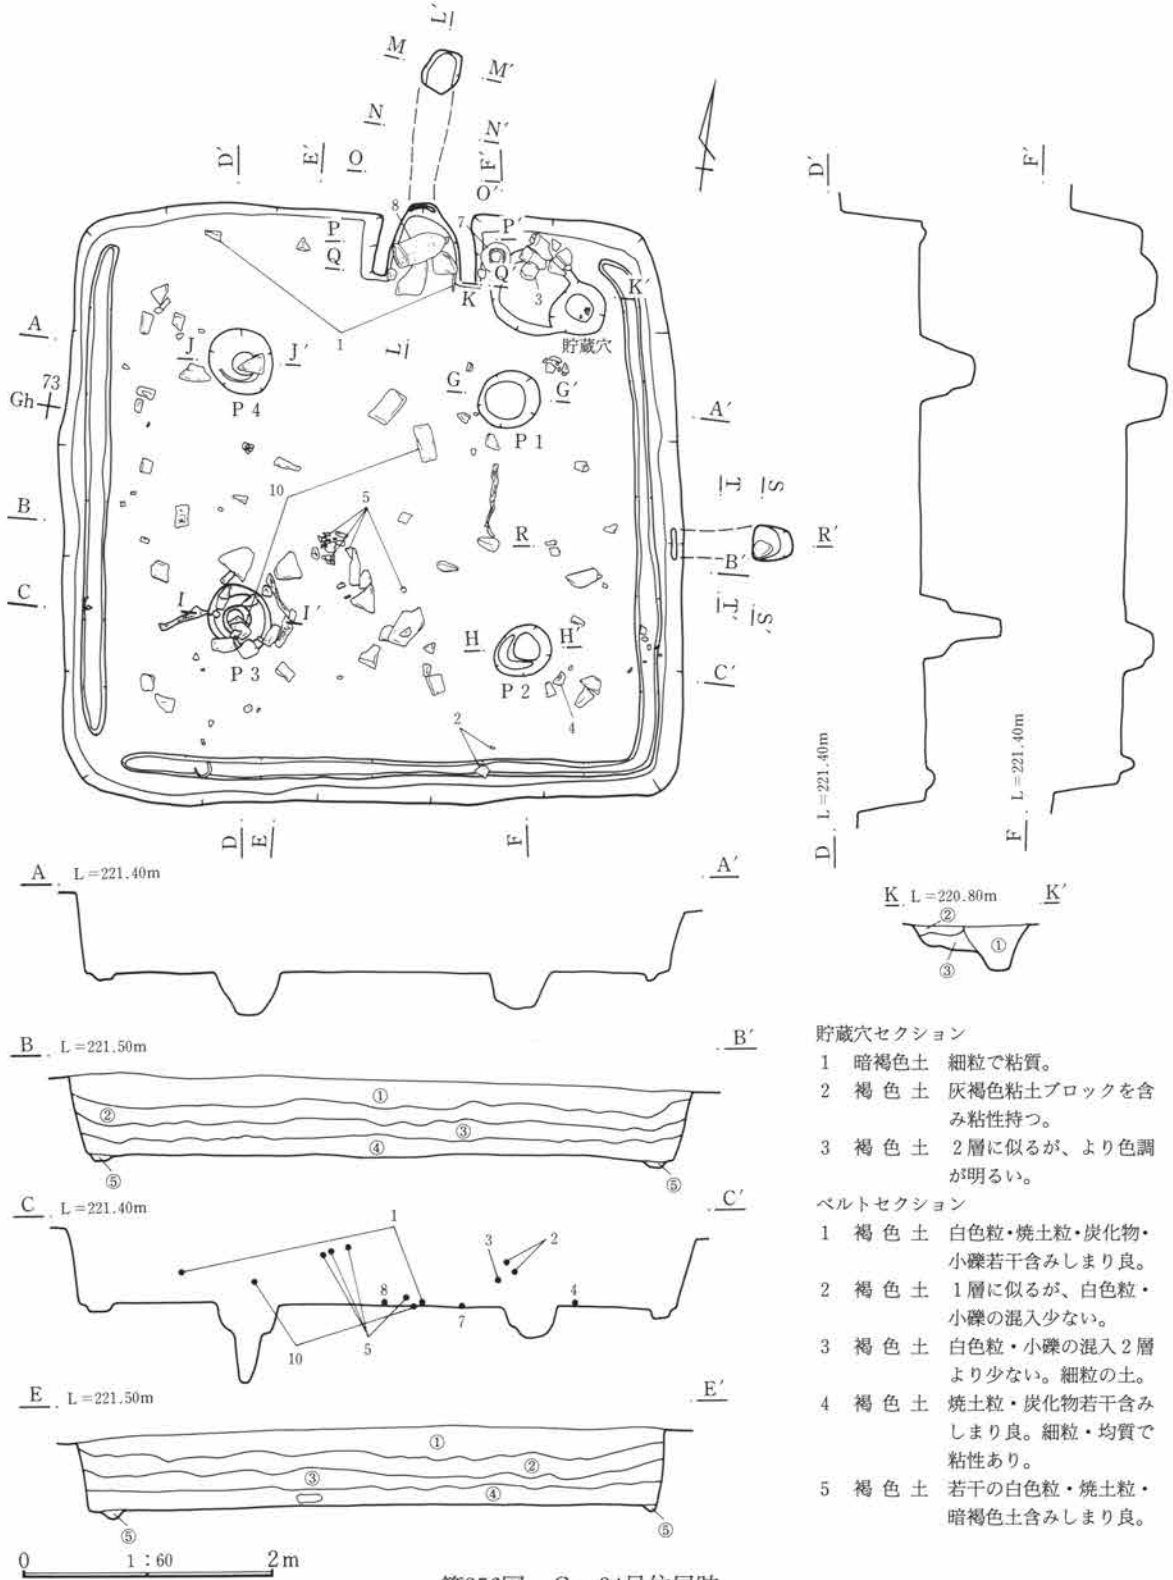 L′
M
M′
N
N′
D′
E′
O
F′
O′
D′
F′
8
7
P
P′
Q
Q′
K
K′
3
貯蔵穴
1
L
A
J
J′
G
G′
73
Gh
P 4
P 1
A′
10
5
T
S
B
R
R′
B′
C
I
I′
T′
S′
H
H′
P 3
P 2
C′
2
4
D
E
F
D L=221.40m
F L=221.40m
A L=221.40m
A′
K L=220.80m
K′
②
①
③
B L=221.50m
B′
①
②
③
④
⑤
⑤
C L=221.40m
C′
1
3
2
8
4
7
10
5
E L=221.50m
E′
①
②
③
④
⑤
⑤
0 1:60 2m
貯蔵穴セクション
1 暗褐色土 細粒で粘質。
2 褐色土 灰褐色粘土ブロックを含
み粘性持つ。
3 褐色土 2層に似るが、より色調
が明るい。
ベルトセクション
1 褐色土 白色粒・焼土粒・炭化物・
小礫若干含みしまり良。
2 褐色土 1層に似るが、白色粒・
小礫の混入少ない。
3 褐色土 白色粒・小礫の混入2層
より少ない。細粒の土。
4 褐色土 焼土粒・炭化物若干含み
しまり良。細粒・均質で
粘性あり。
5 褐色土 若干の白色粒・焼土粒・
暗褐色土含みしまり良。